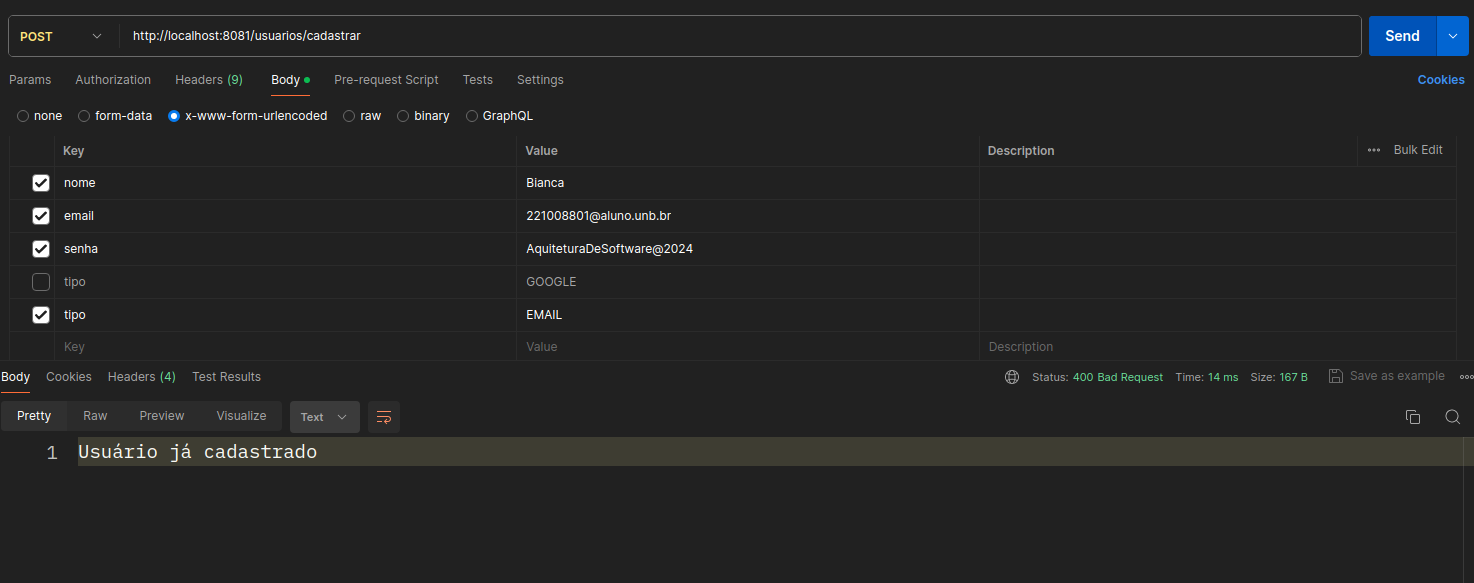 POST http://localhost:8081/usuarios/cadastrar Send
Params Authorization Headers (9) Body Pre-request Script Tests Settings Cookies
none form-data x-www-form-urlencoded raw binary GraphQL
Key Value Description ••• Bulk Edit
nome Bianca
email 221008801@aluno.unb.br
senha AquiteturaDeSoftware@2024
tipo GOOGLE
tipo EMAIL
Key Value Description
Body Cookies Headers (4) Test Results Status: 400 Bad Request Time: 14 ms Size: 167 B Save as example
Pretty Raw Preview Visualize Text
1 Usuário já cadastrado